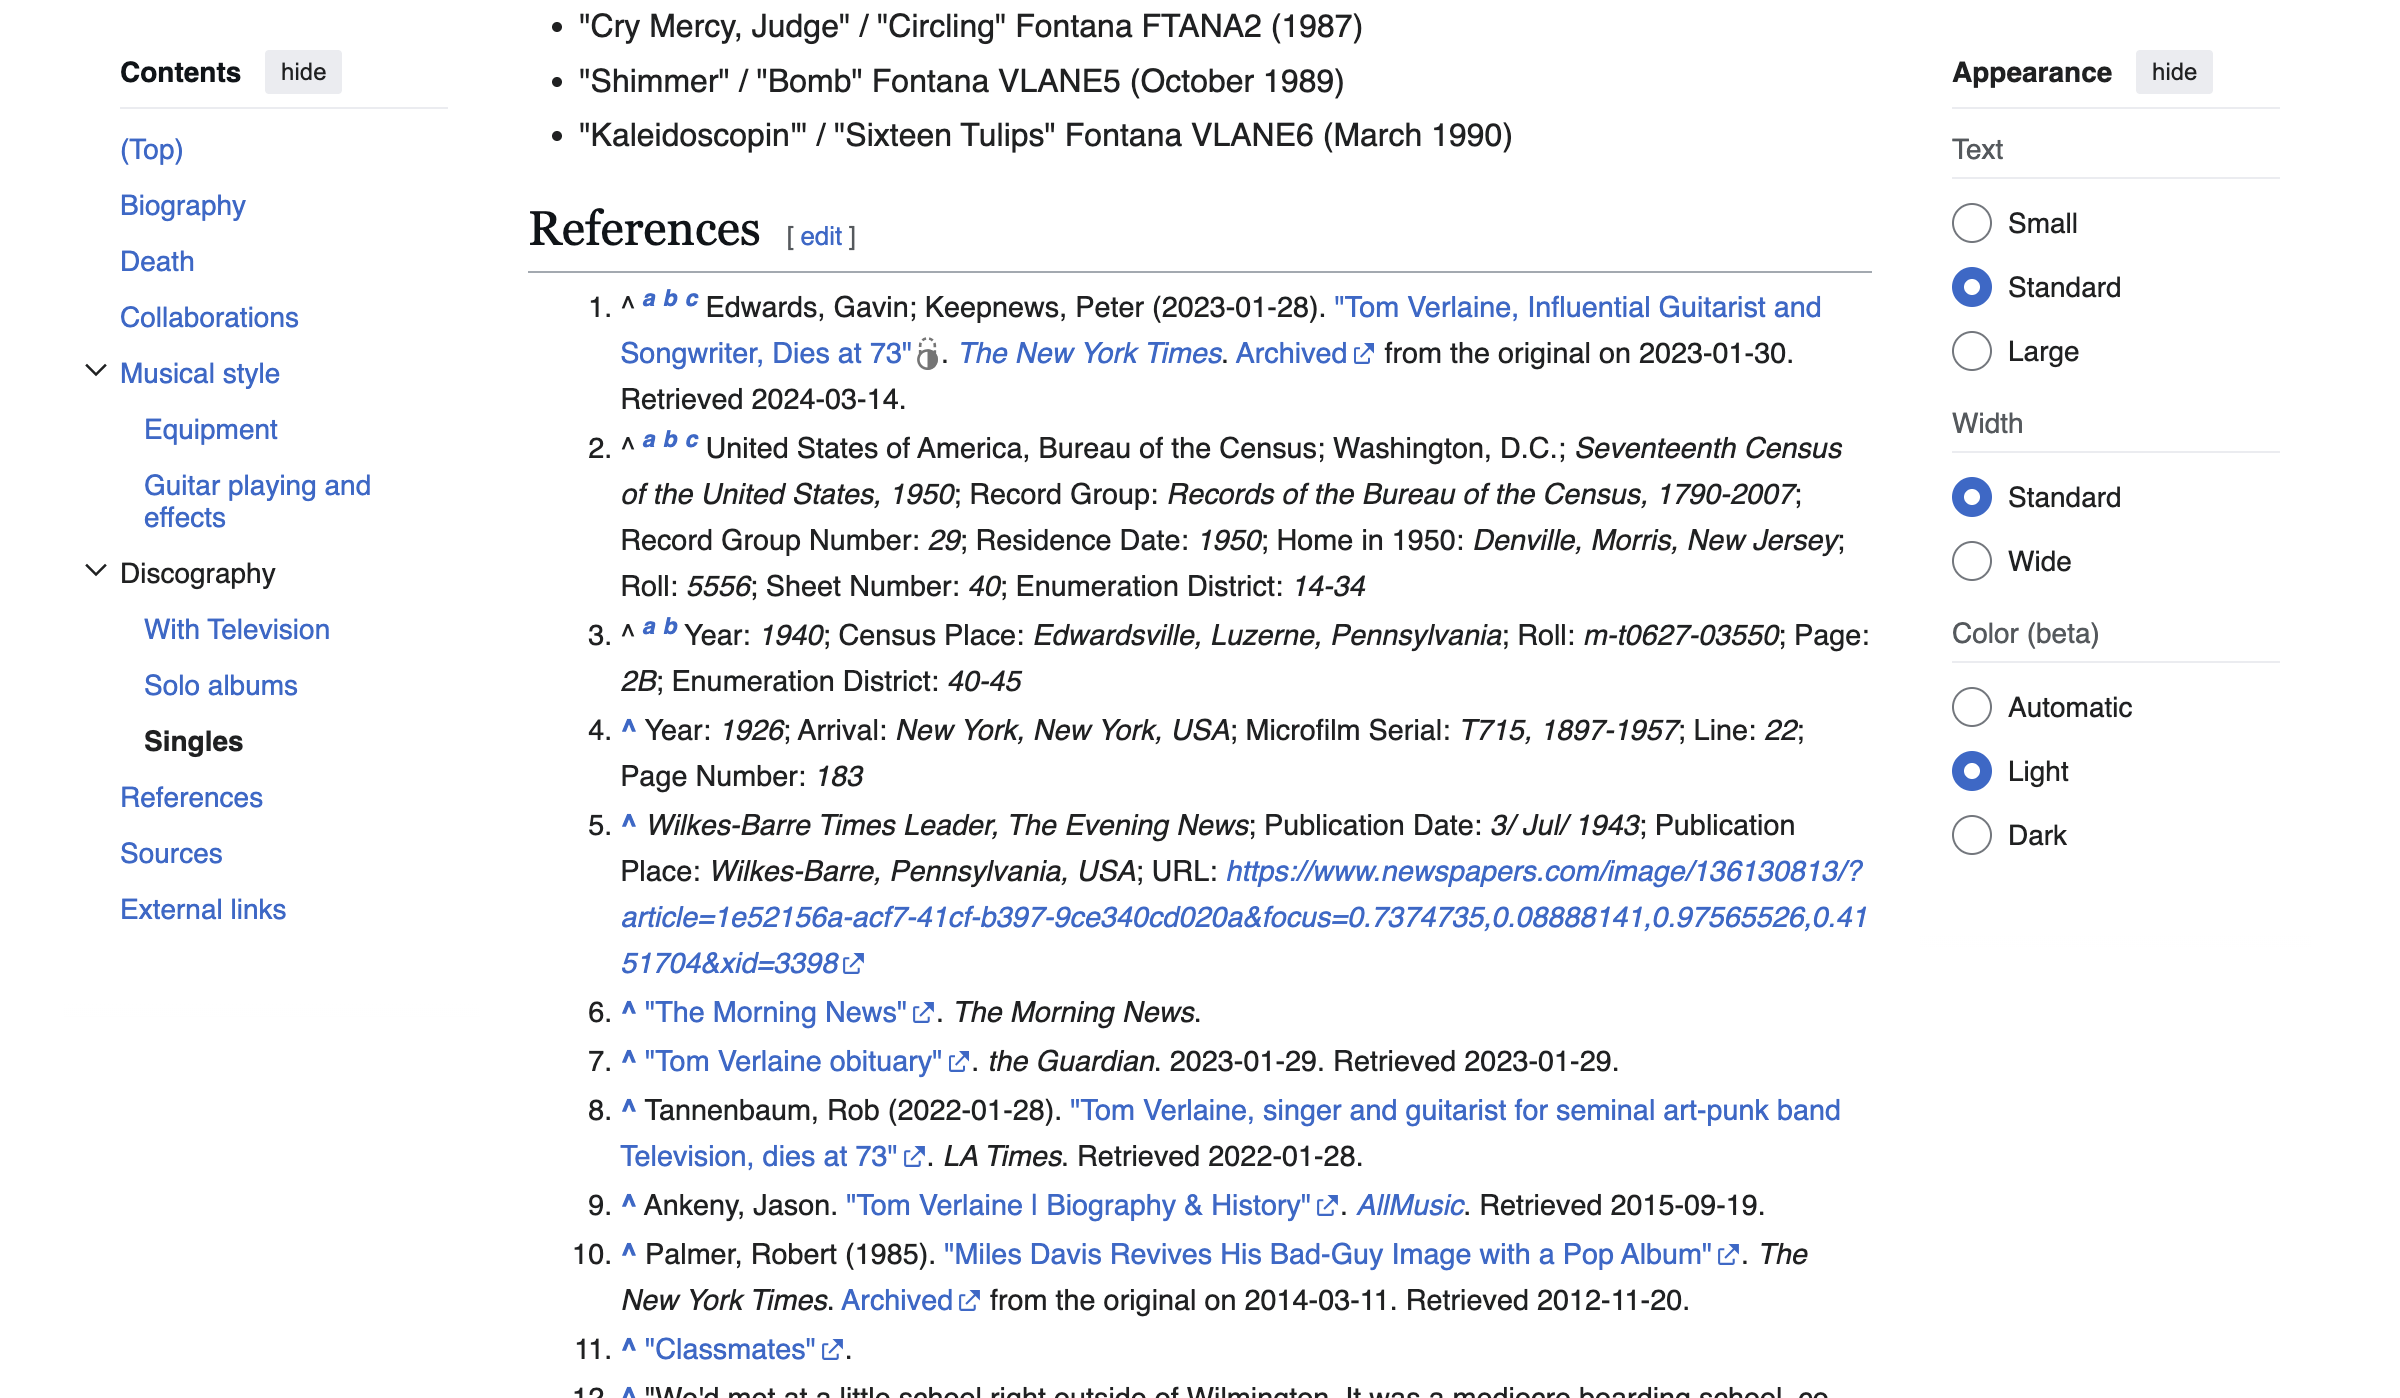 Contents hide
(Top)
Biography
Death
Collaborations
Musical style
Equipment
Guitar playing and
effects
Discography
With Television
Solo albums
Singles
References
Sources
External links
• "Cry Mercy, Judge" / "Circling" Fontana FTANA2 (1987)
• "Shimmer" / "Bomb" Fontana VLANE5 (October 1989)
• "Kaleidoscopin'" / "Sixteen Tulips" Fontana VLANE6 (March 1990)
References [ edit ]
1. ^ a b c Edwards, Gavin; Keepnews, Peter (2023-01-28). "Tom Verlaine, Influential Guitarist and
Songwriter, Dies at 73". The New York Times. Archived from the original on 2023-01-30.
Retrieved 2024-03-14.
2. ^ a b c United States of America, Bureau of the Census; Washington, D.C.; Seventeenth Census
of the United States, 1950; Record Group: Records of the Bureau of the Census, 1790-2007;
Record Group Number: 29; Residence Date: 1950; Home in 1950: Denville, Morris, New Jersey;
Roll: 5556; Sheet Number: 40; Enumeration District: 14-34
3. ^ a b Year: 1940; Census Place: Edwardsville, Luzerne, Pennsylvania; Roll: m-t0627-03550; Page:
2B; Enumeration District: 40-45
4. ^ Year: 1926; Arrival: New York, New York, USA; Microfilm Serial: T715, 1897-1957; Line: 22;
Page Number: 183
5. ^ Wilkes-Barre Times Leader, The Evening News; Publication Date: 3/ Jul/ 1943; Publication
Place: Wilkes-Barre, Pennsylvania, USA; URL: https://www.newspapers.com/image/136130813/?
article=1e52156a-acf7-41cf-b397-9ce340cd020a&focus=0.7374735,0.08888141,0.97565526,0.41
51704&xid=3398
6. ^ "The Morning News". The Morning News.
7. ^ "Tom Verlaine obituary". the Guardian. 2023-01-29. Retrieved 2023-01-29.
8. ^ Tannenbaum, Rob (2022-01-28). "Tom Verlaine, singer and guitarist for seminal art-punk band
Television, dies at 73". LA Times. Retrieved 2022-01-28.
9. ^ Ankeny, Jason. "Tom Verlaine | Biography & History". AllMusic. Retrieved 2015-09-19.
10. ^ Palmer, Robert (1985). "Miles Davis Revives His Bad-Guy Image with a Pop Album". The
New York Times. Archived from the original on 2014-03-11. Retrieved 2012-11-20.
11. ^ "Classmates".
12. ^ "We'd met at a little school right outside of Wilmington. It was a mediocre boarding school, co
Appearance hide
Text
Small
Standard
Large
Width
Standard
Wide
Color (beta)
Automatic
Light
Dark